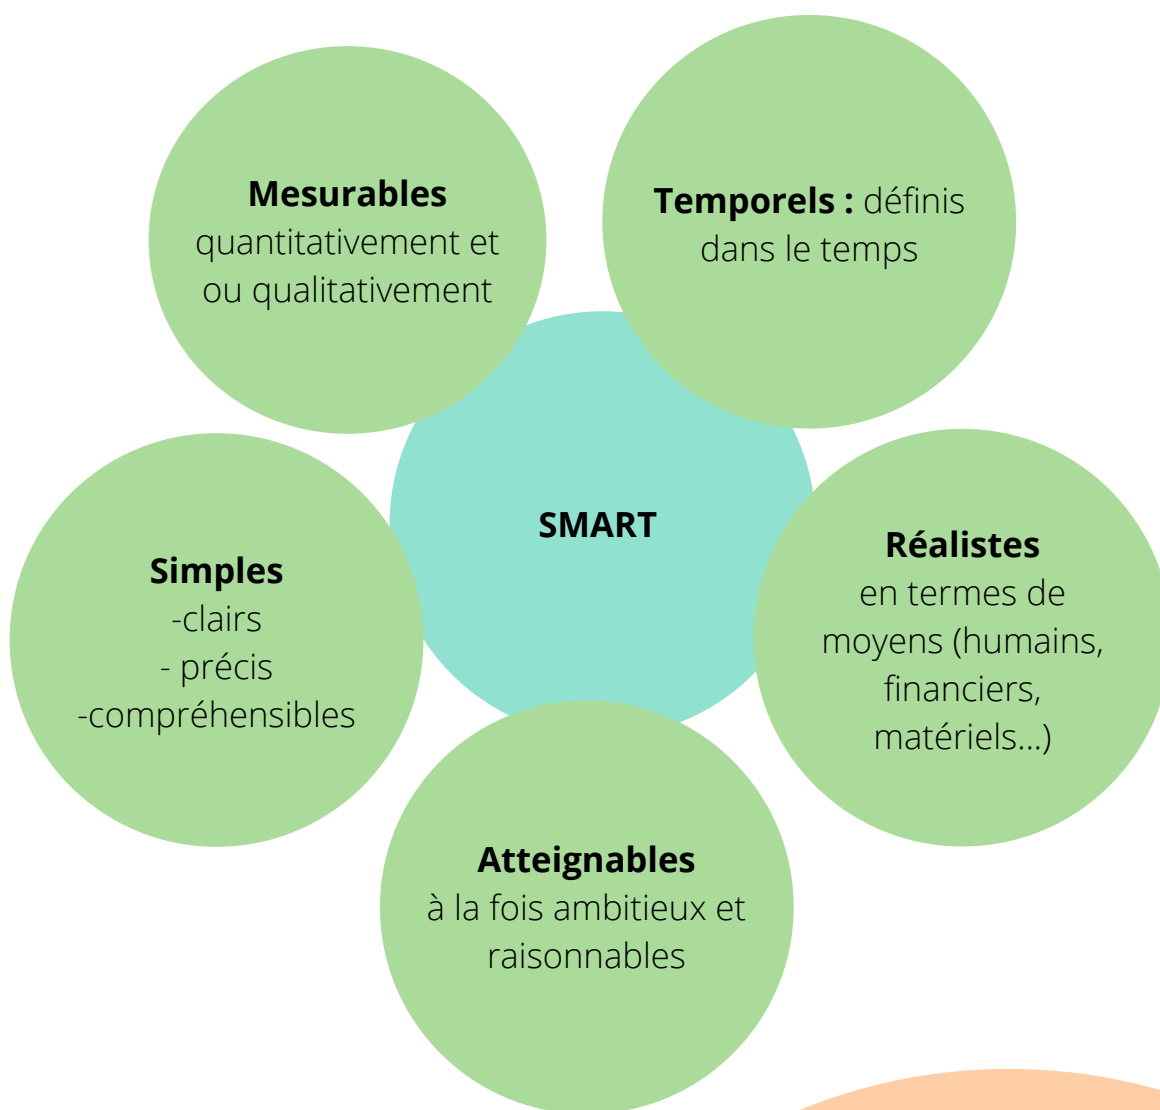 Mesurables
quantitativement et
ou qualitativement
Temporels : définis
dans le temps
SMART
Simples
-clairs
- précis
-compréhensibles
Réalistes
en termes de
moyens (humains,
financiers,
matériels...)
Atteignables
à la fois ambitieux et
raisonnables